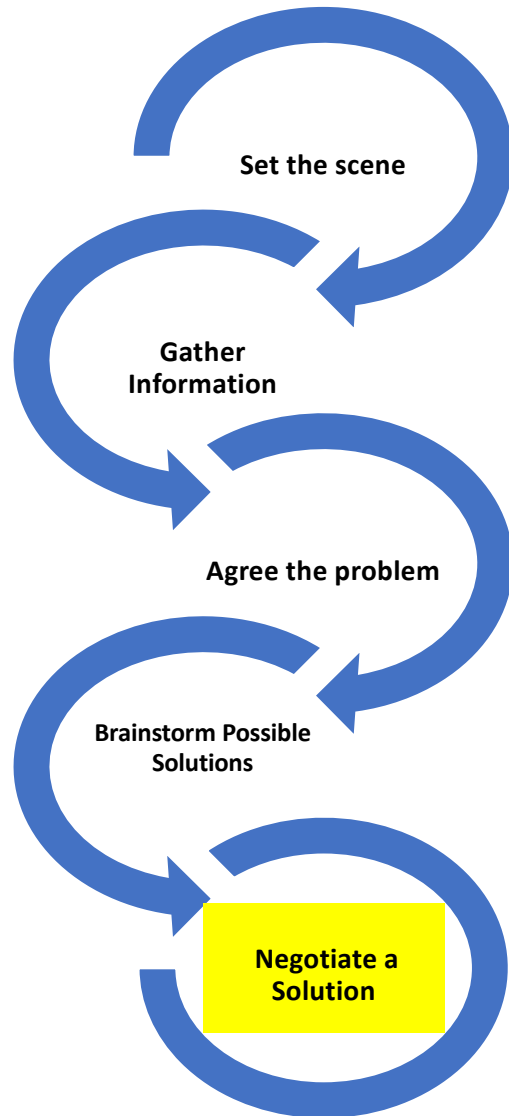 Set the scene
Gather
Information
Agree the problem
Brainstorm Possible
Solutions
Negotiate a
Solution